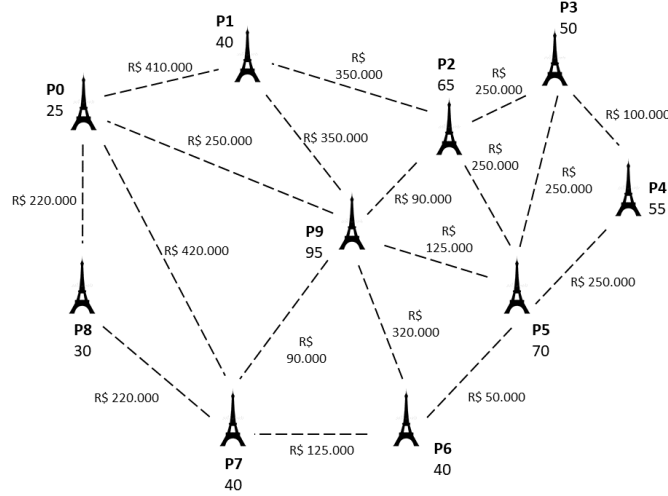 P3
P1
50
40
R$
R$ 410.000
350.000
P2
R$
P0
65
250.000
25
R$ 100.000
R$ 250.000
R$ 350.000
R$
250.000
R$
250.000
P4
R$ 220.000
R$ 90.000
55
P9
R$
R$ 420.000
95
125.000
R$ 250.000
P5
P8
R$
70
30
R$
320.000
90.000
R$ 220.000
R$ 50.000
P7
R$ 125.000
P6
40
40